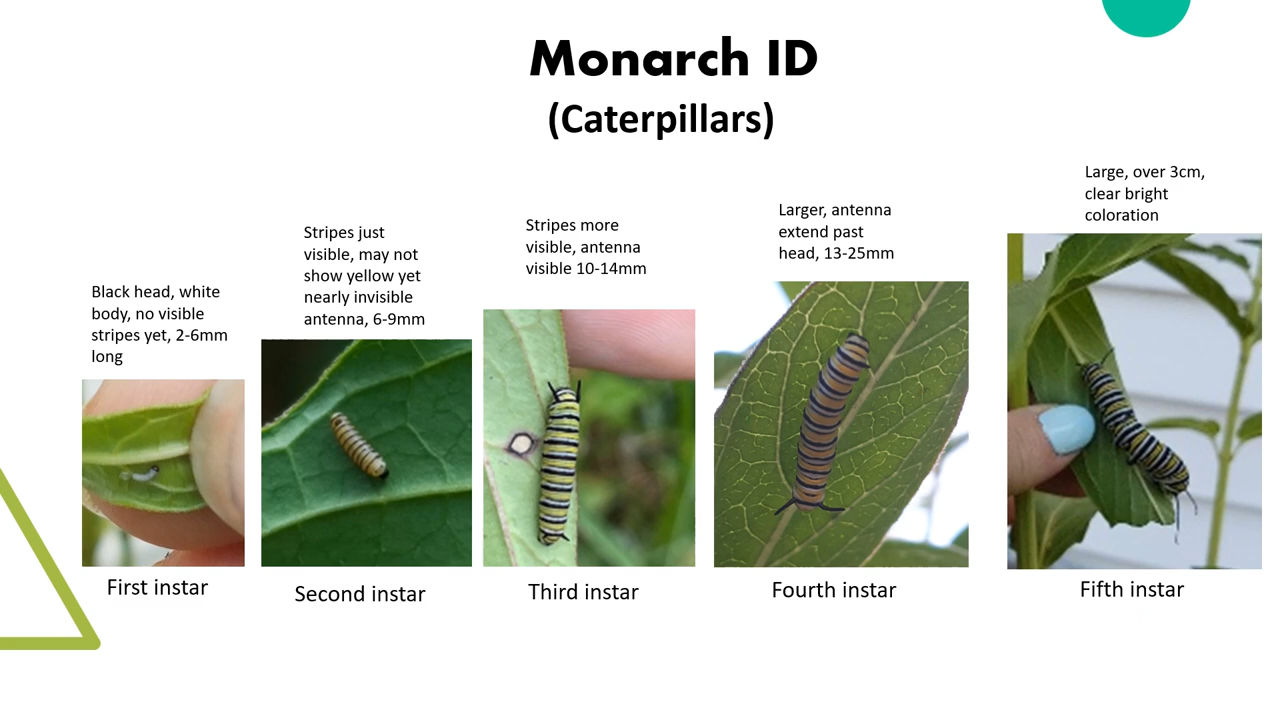 Monarch ID
(Caterpillars)
Black head, white
body, no visible
stripes yet, 2-6mm
long
First instar
Stripes just
visible, may not
show yellow yet
nearly invisible
antenna, 6-9mm
Second instar
Stripes more
visible, antenna
visible 10-14mm
Third instar
Larger, antenna
extend past
head, 13-25mm
Fourth instar
Large, over 3cm,
clear bright
coloration
Fifth instar